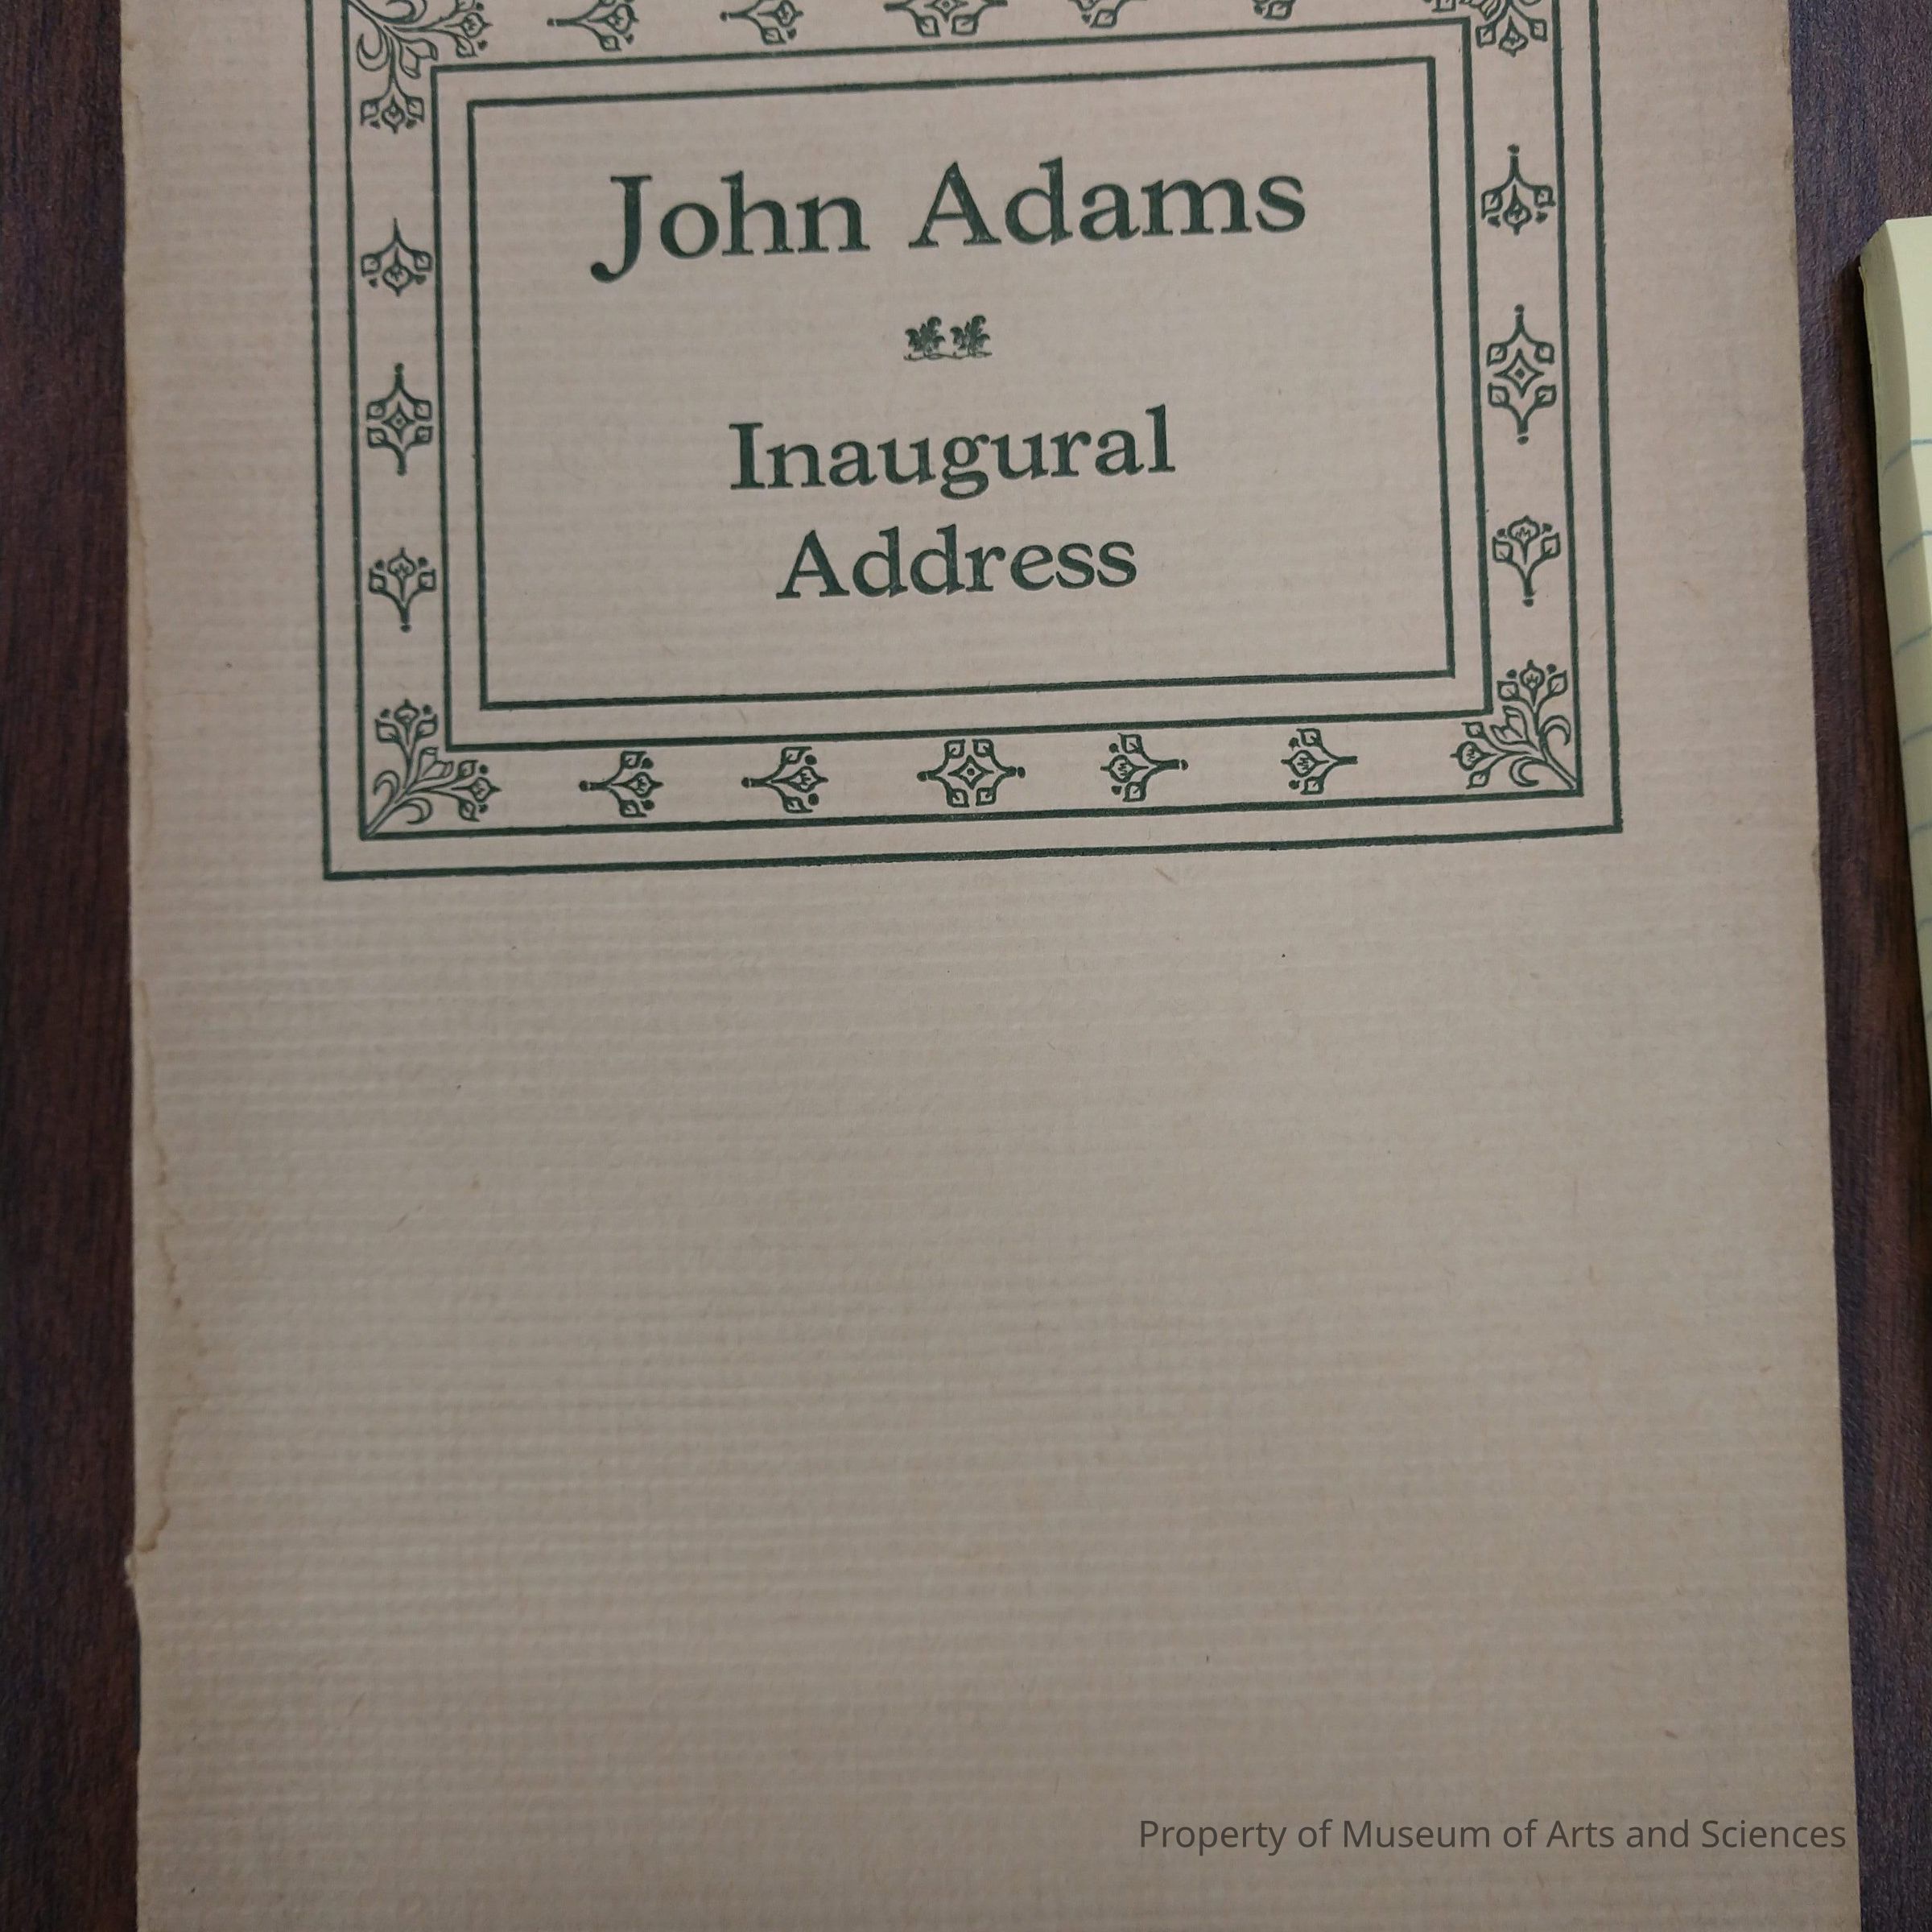 John Adams
Inaugural
Address
Property of Museum of Arts and Sciences